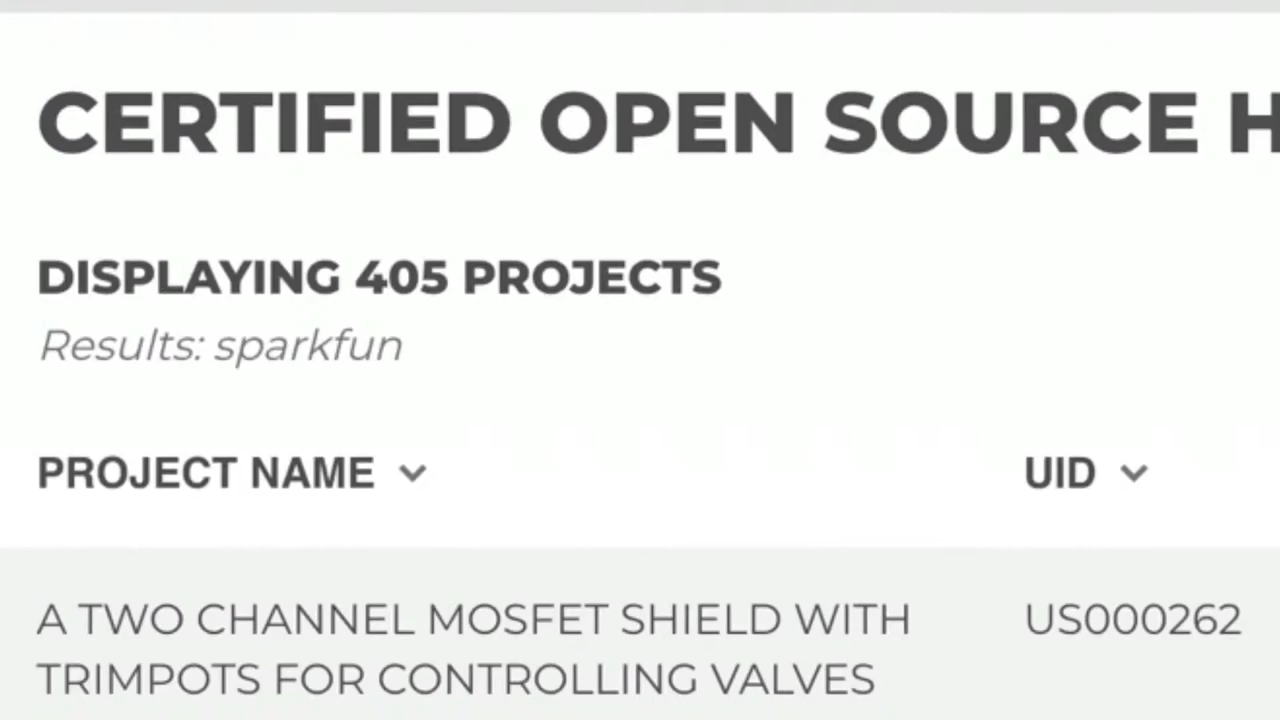 CERTIFIED OPEN SOURCE H
DISPLAYING 405 PROJECTS
Results: sparkfun
PROJECT NAME UID
A TWO CHANNEL MOSFET SHIELD WITH US000262
TRIMPOTS FOR CONTROLLING VALVES